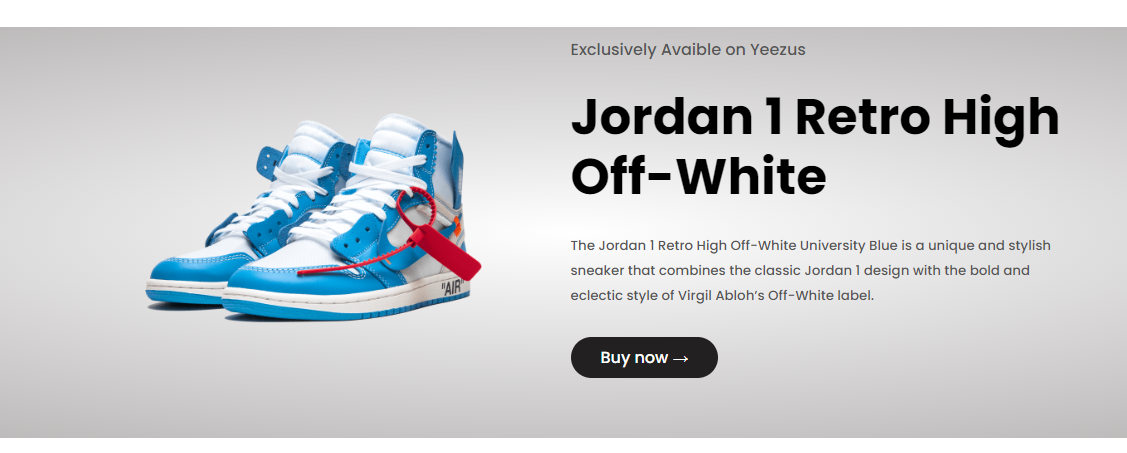 Exclusively Avaible on Yeezus
Jordan 1 Retro High
Off-White
The Jordan 1 Retro High Off-White University Blue is a unique and stylish
sneaker that combines the classic Jordan 1 design with the bold and
eclectic style of Virgil Abloh’s Off-White label.
Buy now →
"AIR"